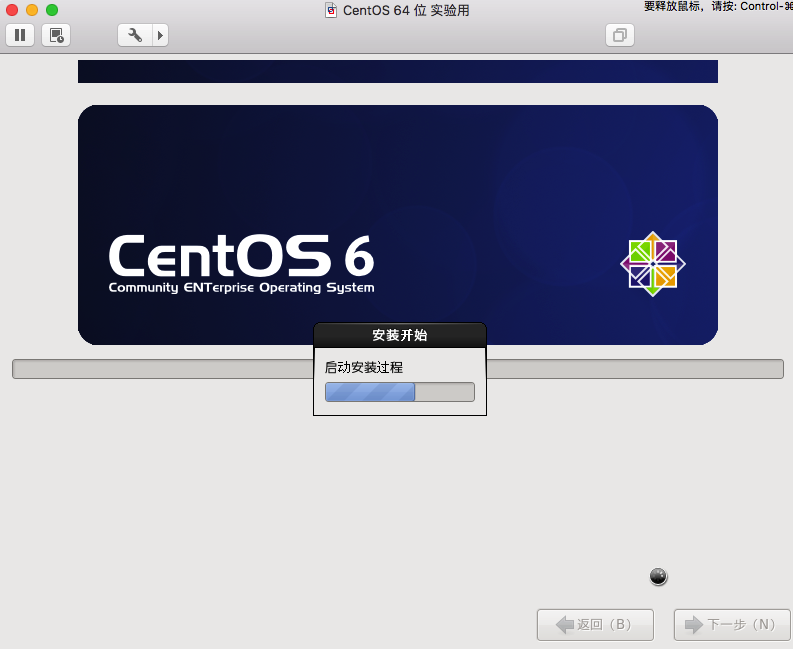 CentOS 64 位 实验用
要释放鼠标，请按: Control-⌘
CentOS 6
Community ENTerprise Operating System
安装开始
启动安装过程
返回（B）
下一步（N）